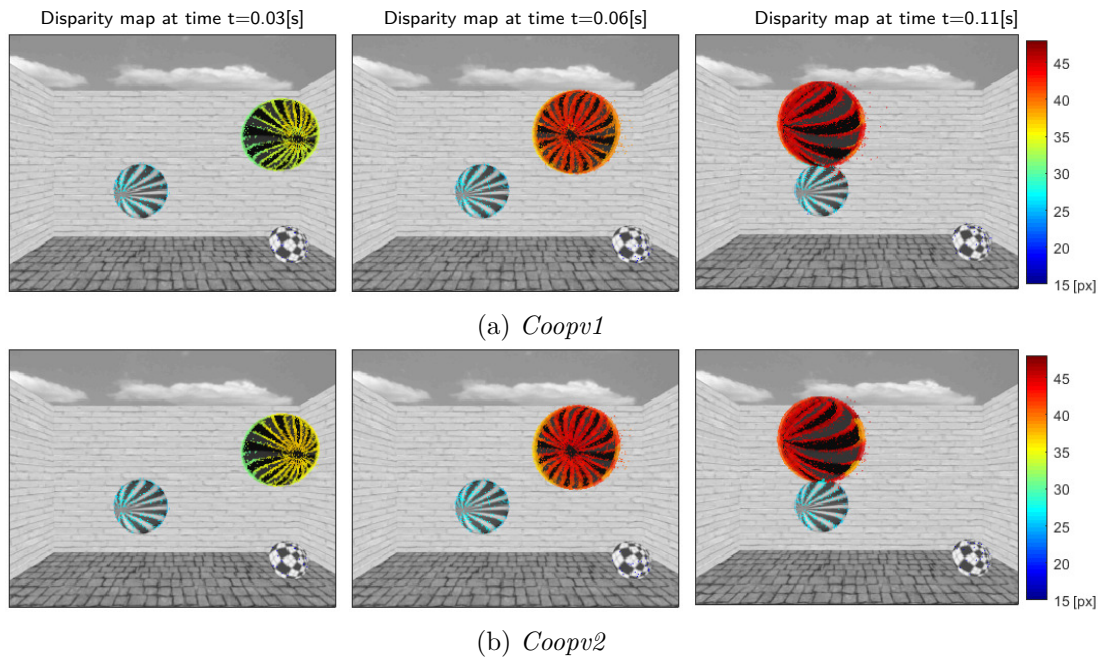 Disparity map at time t=0.03[s]
Disparity map at time t=0.06[s]
Disparity map at time t=0.11[s]
45
40
35
30
25
20
15 [px]
(a) Coopv1
45
40
35
30
25
20
15 [px]
(b) Coopv2